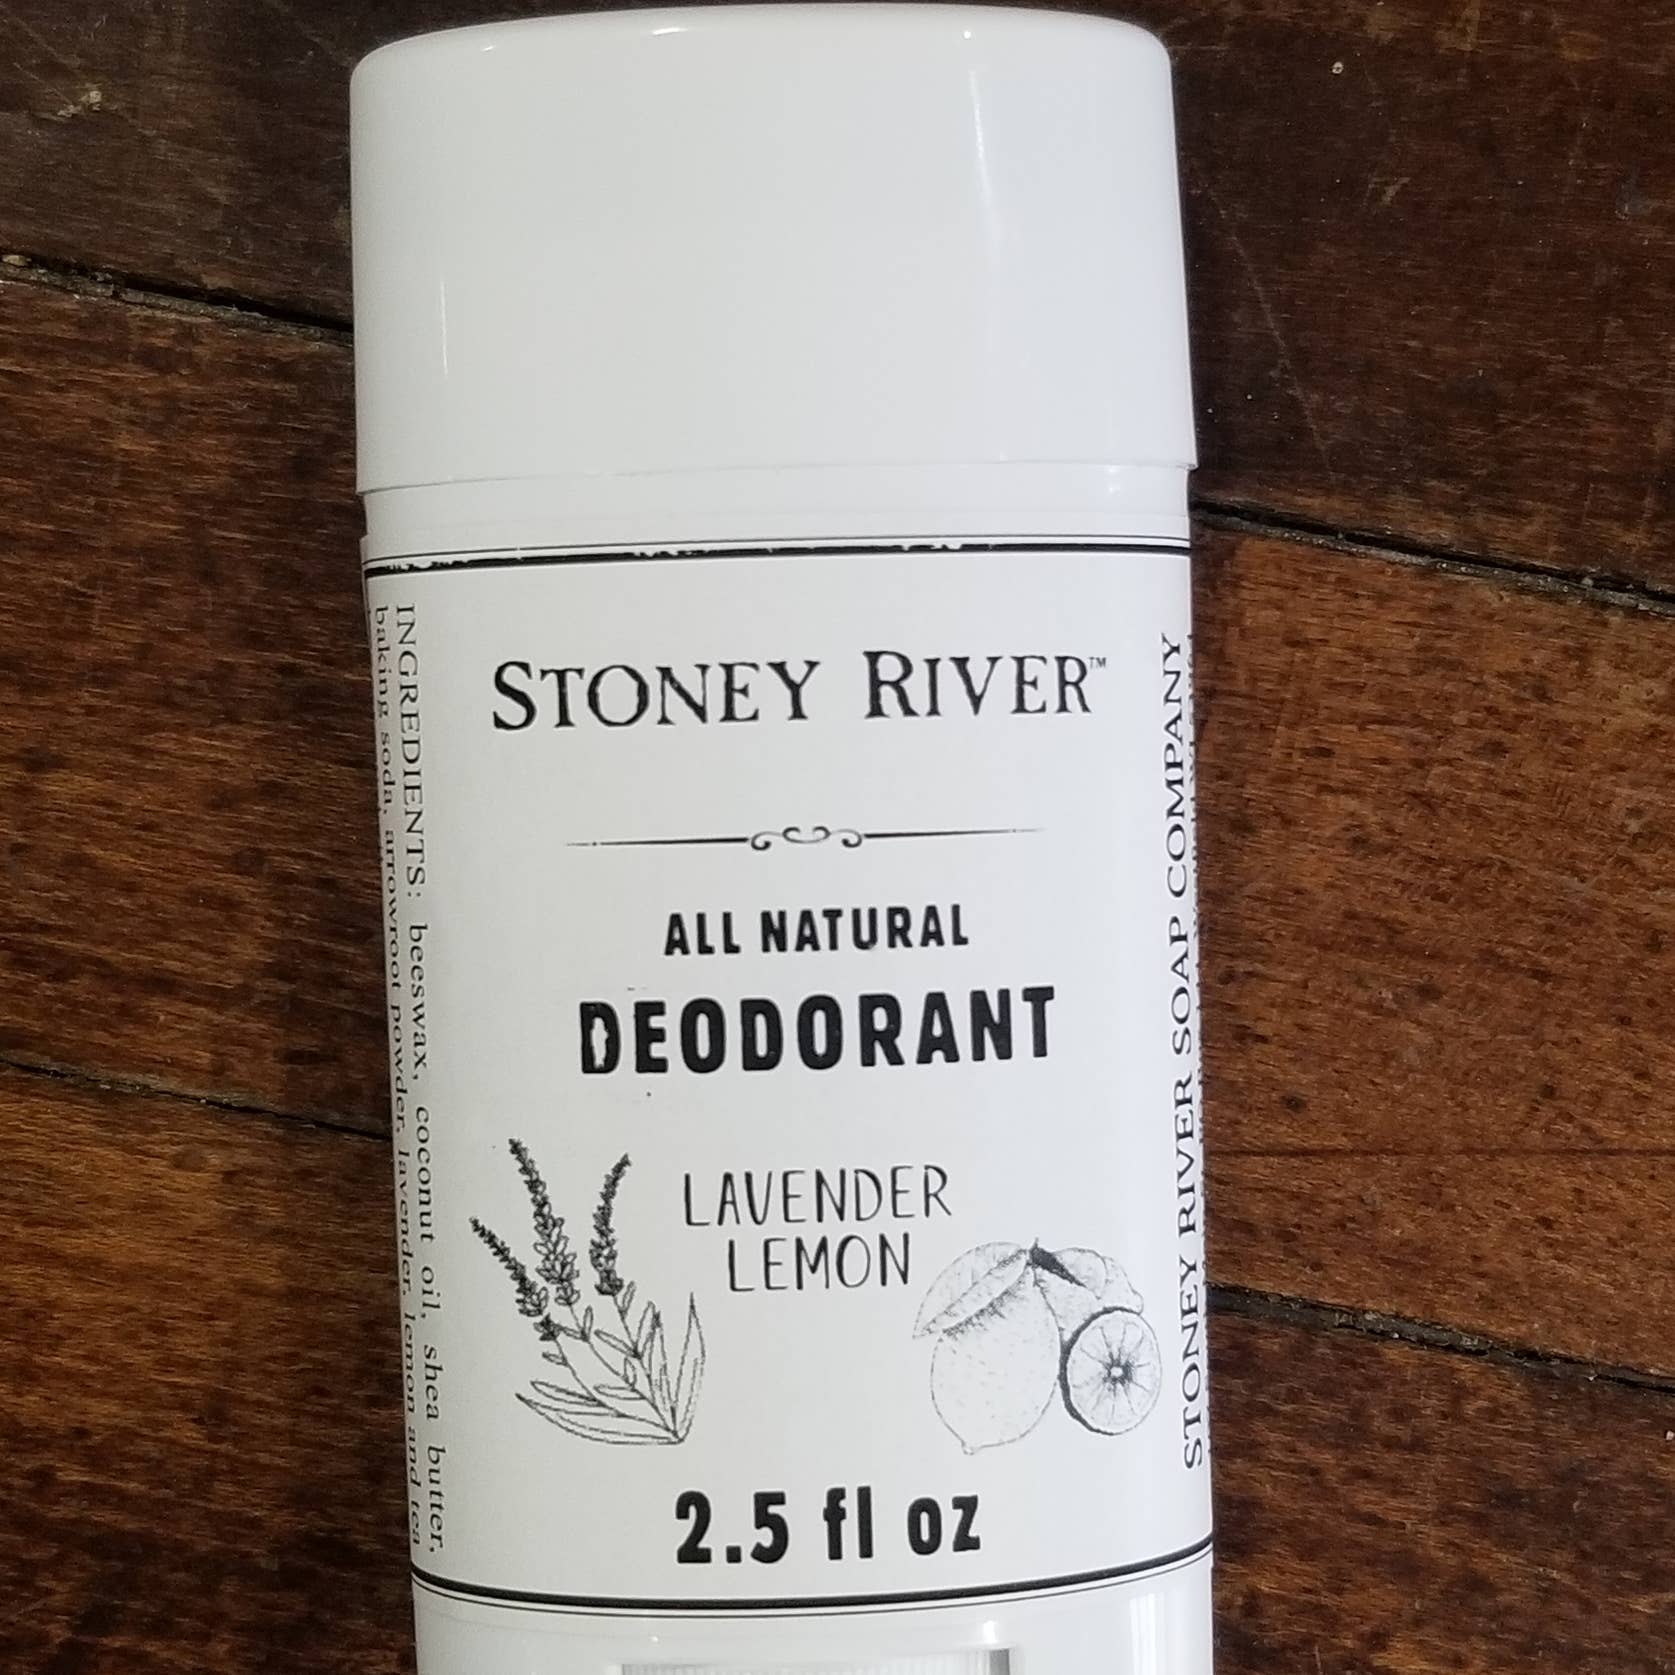 STONEY RIVER™
ALL NATURAL
DEODORANT
LAVENDER
LEMON
2.5 fl oz
INGREDIENTS: beeswax, coconut oil, shea butter,
baking soda, arrowroot powder, lavender, lemon and tea
STONEY RIVER SOAP COMPANY